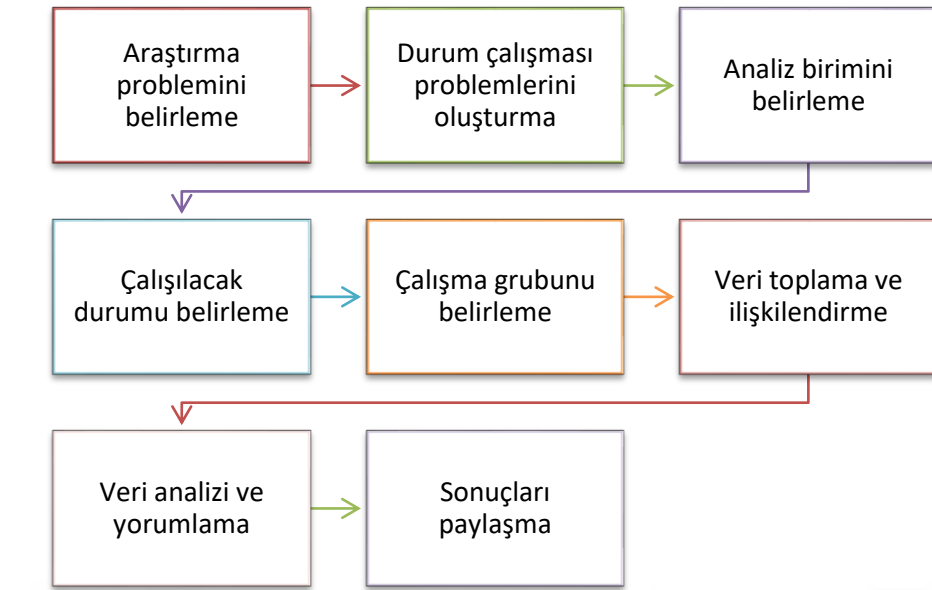 Araştırma
problemini
belirleme
Durum çalışması
problemlerini
oluşturma
Analiz birimini
belirleme
Çalışılacak
durumu belirleme
Çalışma grubunu
belirleme
Veri toplama ve
ilişkilendirme
Veri analizi ve
yorumlama
Sonuçları
paylaşma